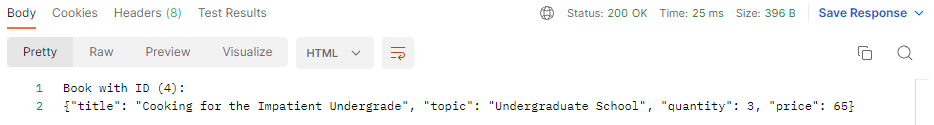 Body Cookies Headers (8) Test Results Status: 200 OK Time: 25 ms Size: 396 B Save Response
Pretty Raw Preview Visualize HTML
1 Book with ID (4):
2 {"title": "Cooking for the Impatient Undergrade", "topic": "Undergraduate School", "quantity": 3, "price": 65}